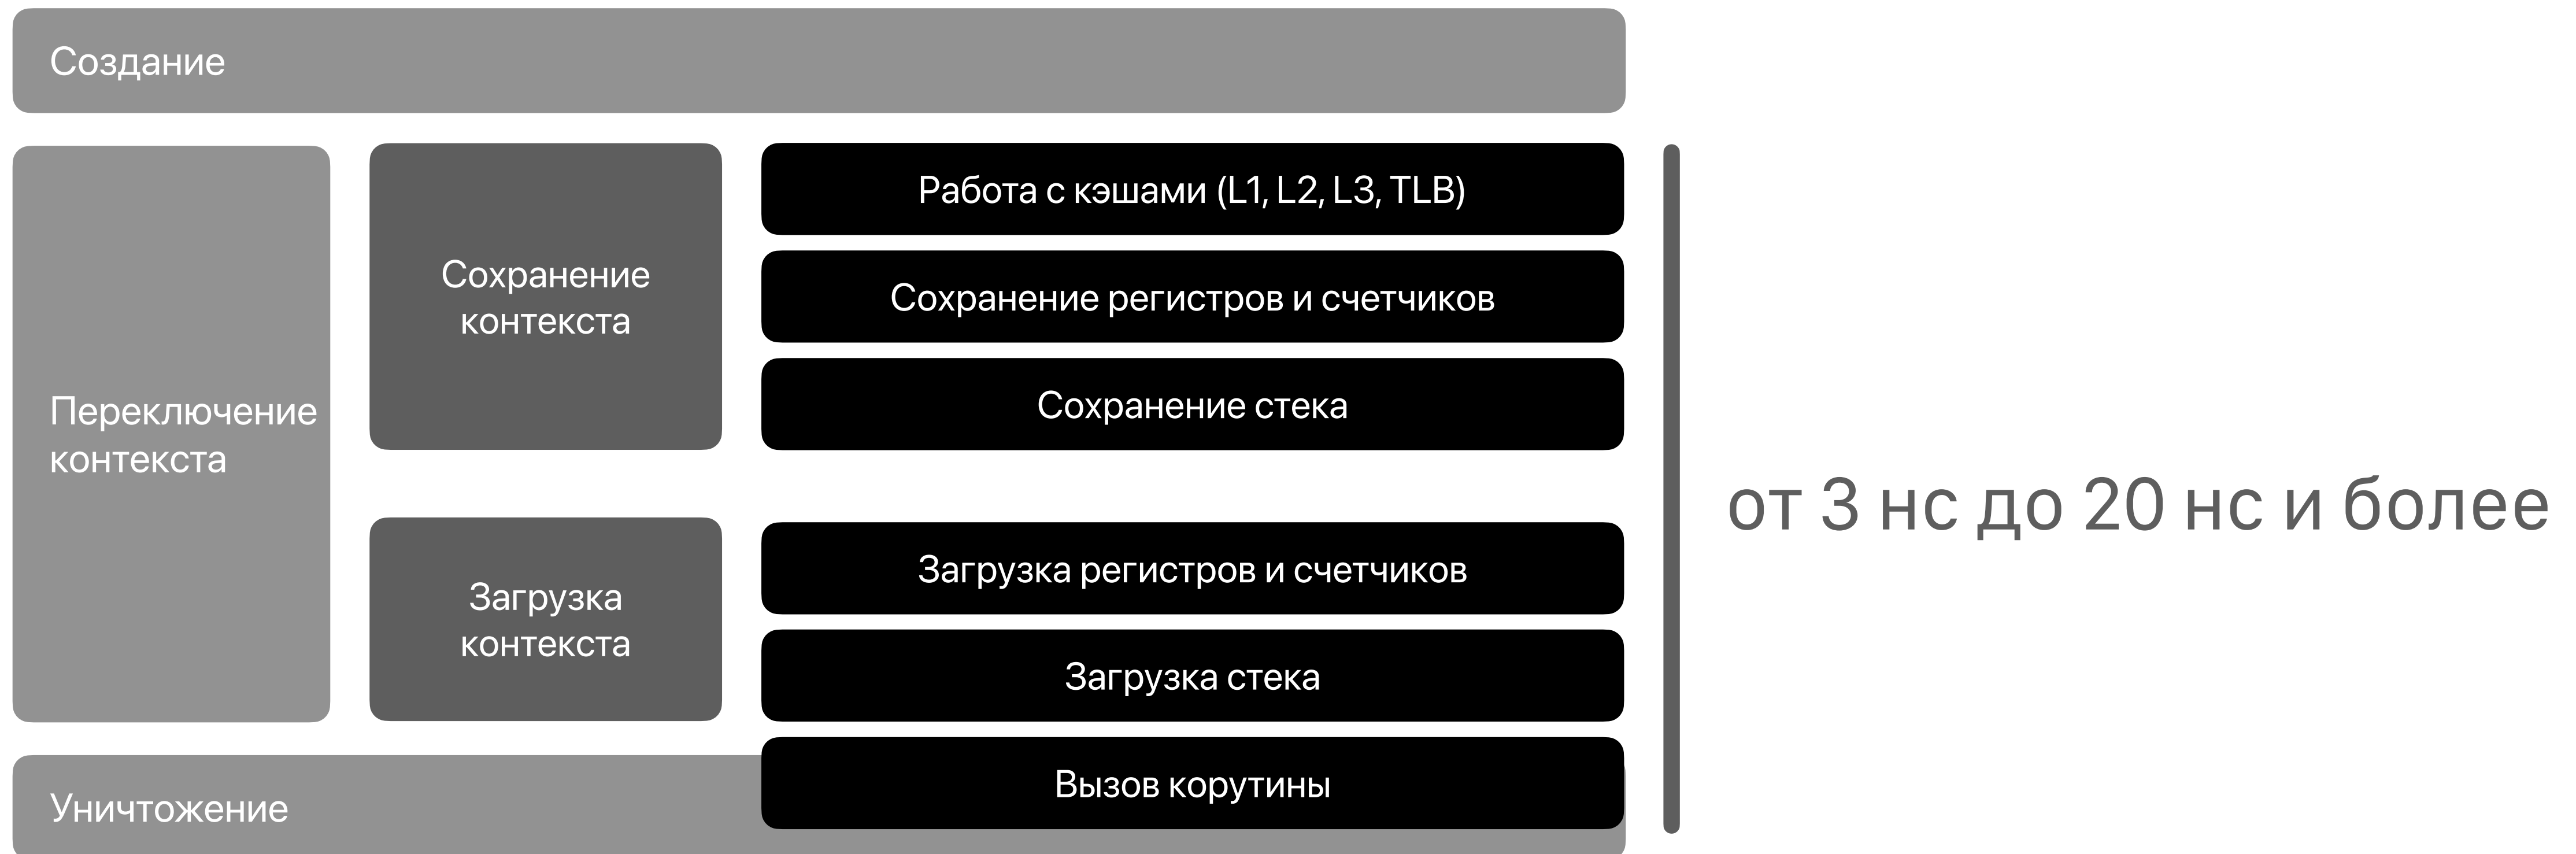 Создание
Переключение
контекста
Сохранение
контекста
Работа с кэшами (L1, L2, L3, TLB)
Сохранение регистров и счетчиков
Сохранение стека
Загрузка
контекста
Загрузка регистров и счетчиков
Загрузка стека
Вызов корутины
от 3 нс до 20 нс и более
Уничтожение